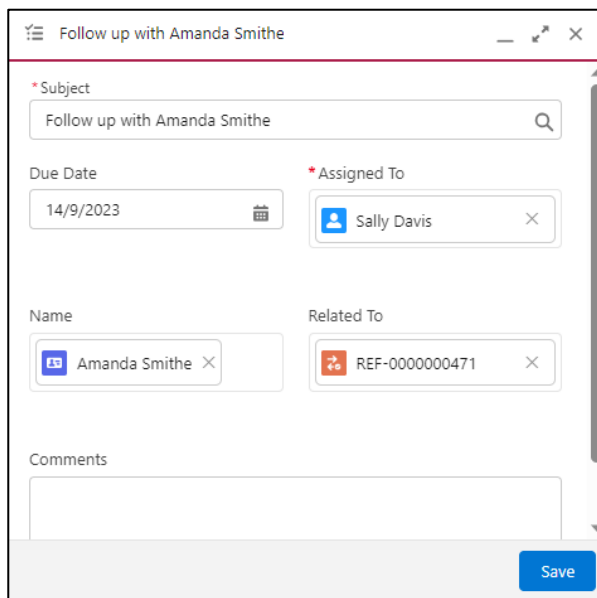 Follow up with Amanda Smithe
*Subject
Follow up with Amanda Smithe
Due Date
*Assigned To
14/9/2023
Sally Davis
Name
Related To
Amanda Smithe
REF-0000000471
Comments
Save